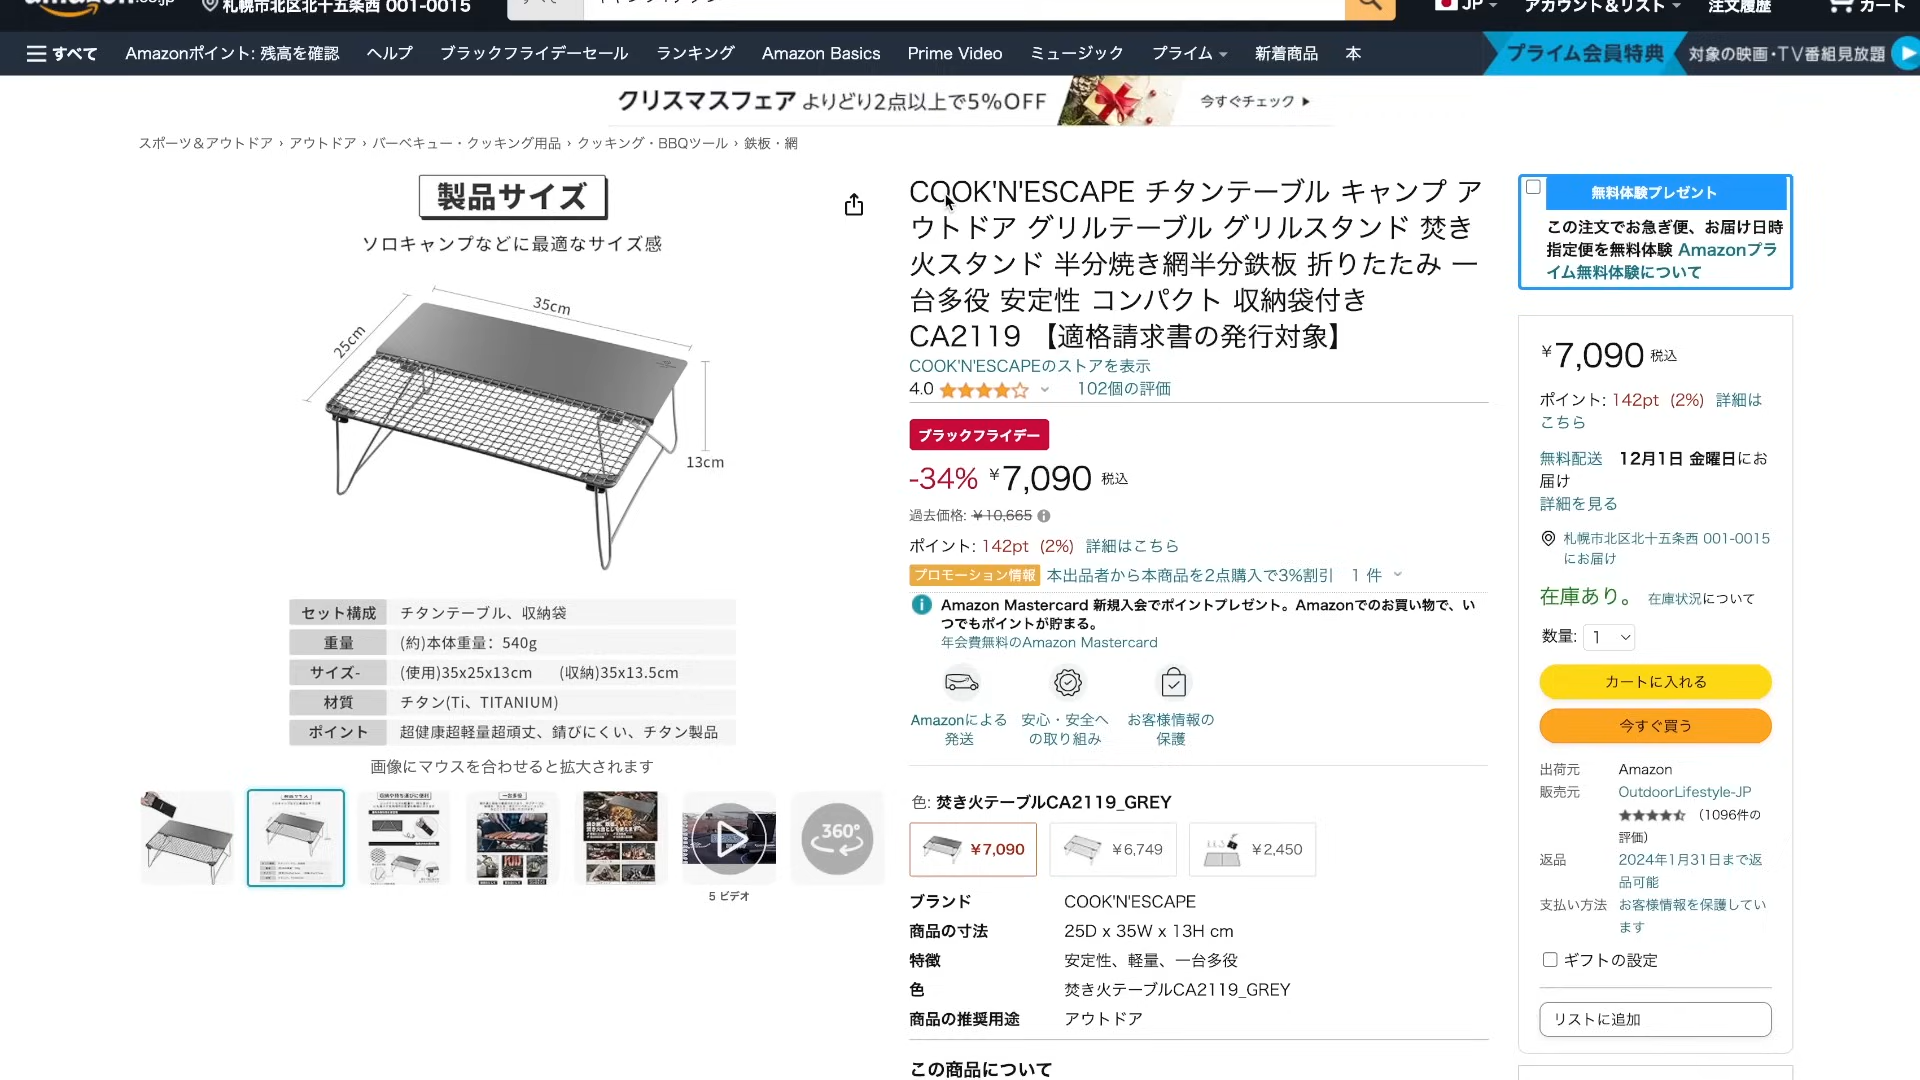 札幌市北区北十五条西 001-0015
JP
アカウント＆リスト
注文履歴
カート
すべて
Amazonポイント: 残高を確認
ヘルプ
ブラックフライデーセール
ランキング
Amazon Basics
Prime Video
ミュージック
プライム
新着商品
本
プライム会員特典
対象の映画・TV番組見放題
クリスマスフェア よりどり2点以上で5%OFF
今すぐチェック
スポーツ＆アウトドア › アウトドア › バーベキュー・クッキング用品 › クッキング・BBQツール › 鉄板・網
製品サイズ
ソロキャンプなどに最適なサイズ感
35cm
25cm
13cm
セット構成 チタンテーブル、収納袋
重量 (約)本体重量：540g
サイズ- (使用)35x25x13cm (収納)35x13.5cm
材質 チタン(Ti、TITANIUM)
ポイント 超健康超軽量超頑丈、錆びにくい、チタン製品
画像にマウスを合わせると拡大されます
360°
5 ビデオ
COOK'N'ESCAPE チタンテーブル キャンプ ア
ウトドア グリルテーブル グリルスタンド 焚き
火スタンド 半分焼き網半分鉄板 折りたたみ 一
台多役 安定性 コンパクト 収納袋付き
CA2119 【適格請求書の発行対象】
COOK'N'ESCAPEのストアを表示
4.0 102個の評価
ブラックフライデー
-34% ￥7,090 税込
過去価格: ￥10,665
ポイント: 142pt (2%) 詳細はこちら
プロモーション情報 本出品者から本商品を2点購入で3%割引 1 件
Amazon Mastercard 新規入会でポイントプレゼント。Amazonでのお買い物で、い
つでもポイントが貯まる。
年会費無料のAmazon Mastercard
Amazonによる
発送
安心・安全へ
の取り組み
お客様情報の
保護
色: 焚き火テーブルCA2119_GREY
￥7,090
￥6,749
￥2,450
ブランド COOK'N'ESCAPE
商品の寸法 25D x 35W x 13H cm
特徴 安定性、軽量、一台多役
色 焚き火テーブルCA2119_GREY
商品の推奨用途 アウトドア
この商品について
無料体験プレゼント
この注文でお急ぎ便、お届け日時
指定便を無料体験 Amazonプラ
イム無料体験について
￥7,090 税込
ポイント: 142pt (2%) 詳細は
こちら
無料配送 12月1日 金曜日にお
届け
詳細を見る
札幌市北区北十五条西 001-0015
にお届け
在庫あり。 在庫状況について
数量: 1
カートに入れる
今すぐ買う
出荷元 Amazon
販売元 OutdoorLifestyle-JP
（1096件の
評価）
返品 2024年1月31日まで返
品可能
支払い方法 お客様情報を保護してい
ます
ギフトの設定
リストに追加